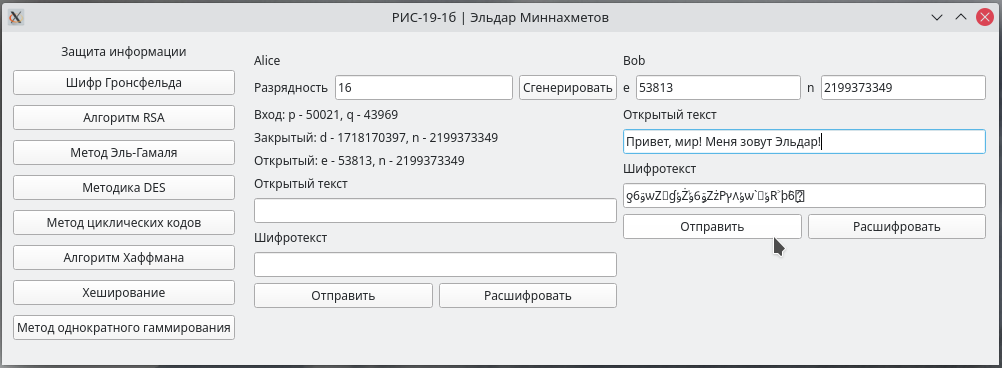 РИС-19-1б | Эльдар Миннахметов
Защита информации
Шифр Гронсфельда
Алгоритм RSA
Метод Эль-Гамаля
Методика DES
Метод циклических кодов
Алгоритм Хаффмана
Хеширование
Метод однократного гаммирования
Alice
Разрядность 16 Сгенерировать
Вход: p - 50021, q - 43969
Закрытый: d - 1718170397, n - 2199373349
Открытый: e - 53813, n - 2199373349
Открытый текст
Шифротекст
Отправить Расшифровать
Bob
e 53813 n 2199373349
Открытый текст
Привет, мир! Меня зовут Эльдар!
Шифротекст
Отправить Расшифровать